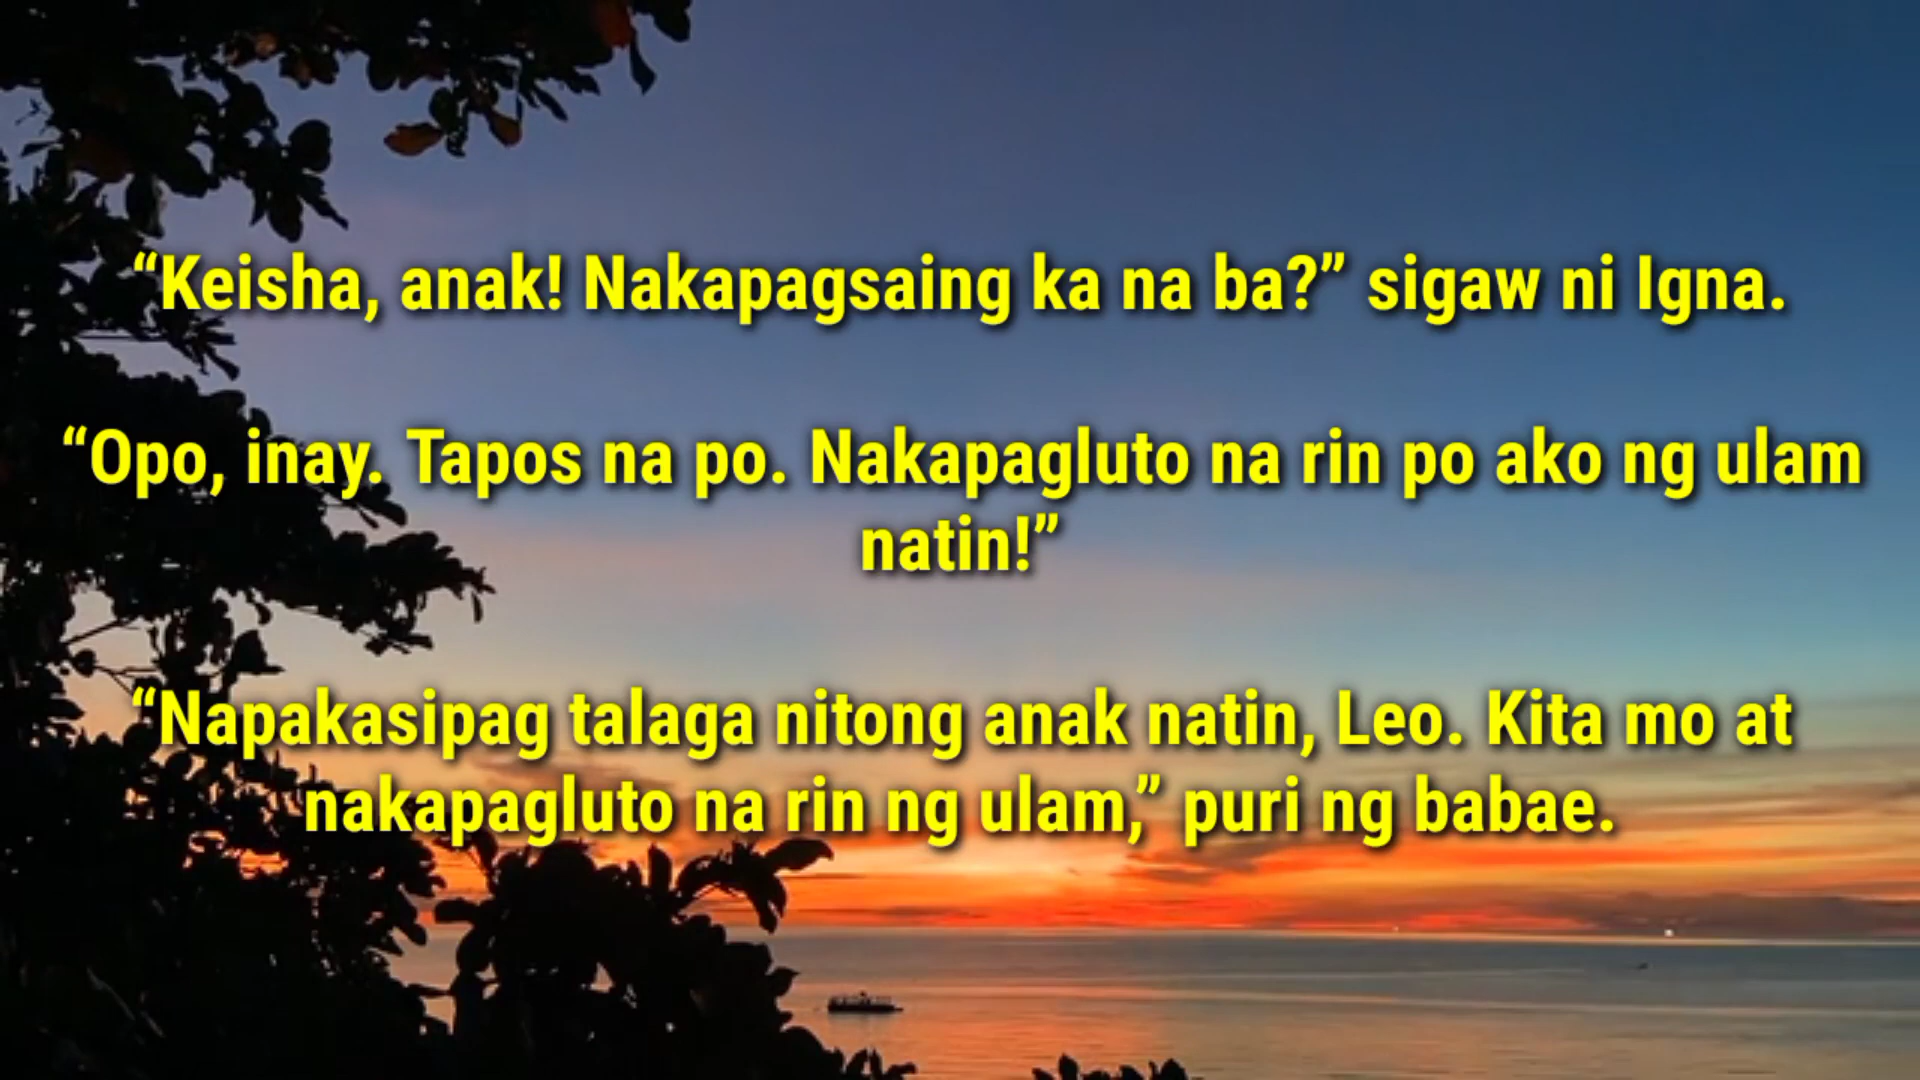 “Keisha, anak! Nakapagsaing ka na ba?” sigaw ni Igna.
“Opo, inay. Tapos na po. Nakapagluto na rin po ako ng ulam
natin!”
“Napakasipag talaga nitong anak natin, Leo. Kita mo at
nakapagluto na rin ng ulam,” puri ng babae.